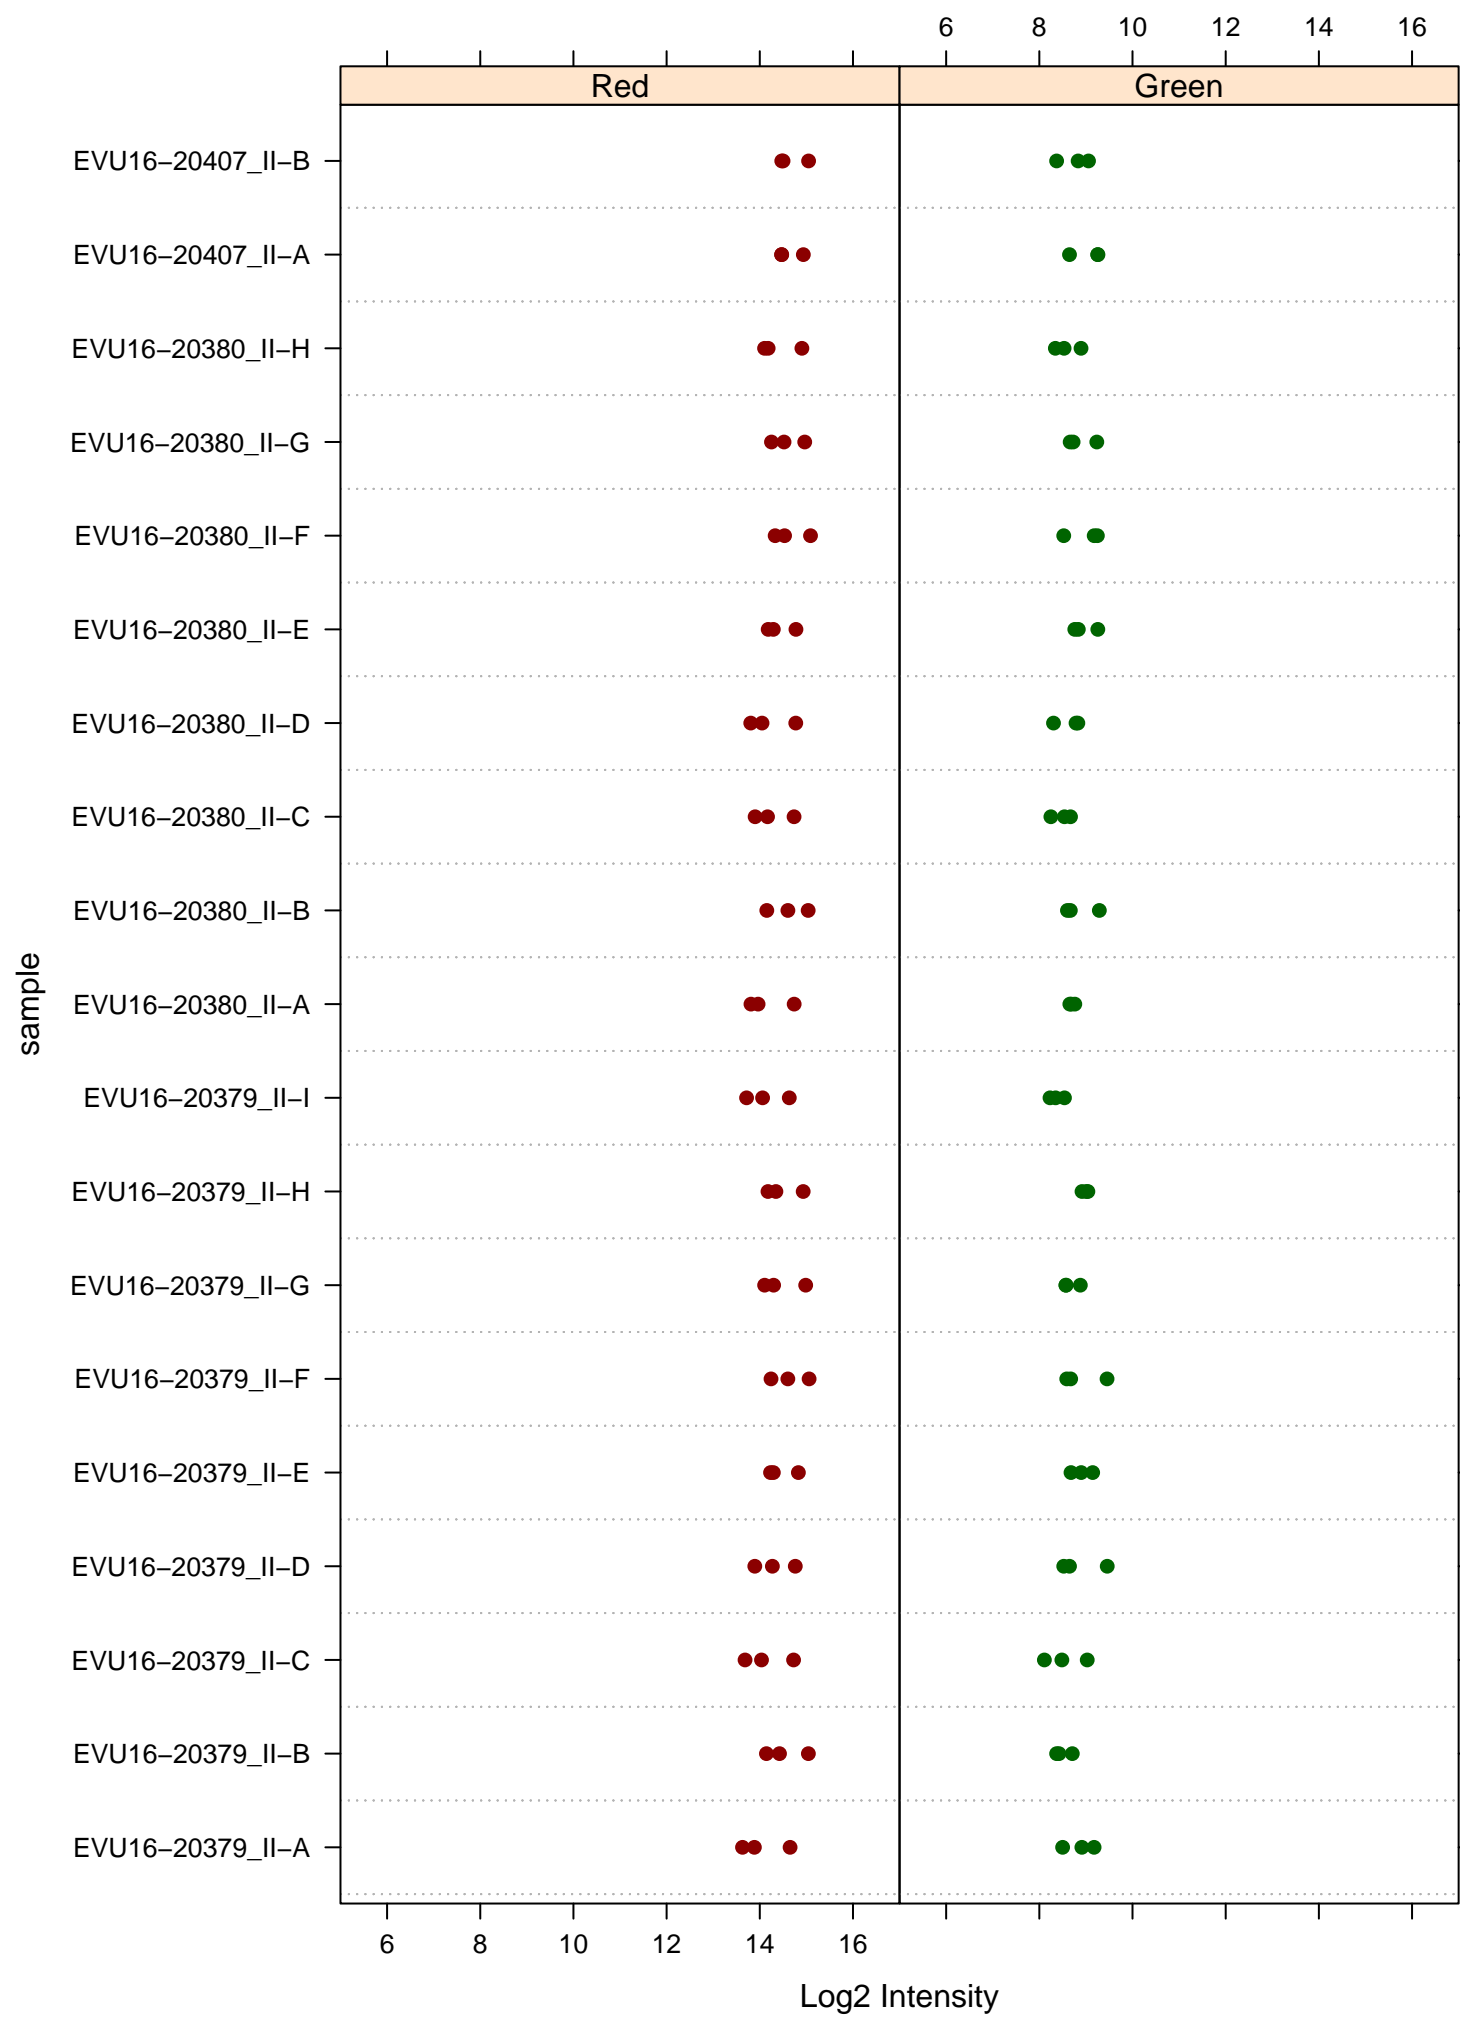 6 8 10 12 14 16
Red Green
EVU16−20407_II−B
EVU16−20407_II−A
EVU16−20380_II−H
EVU16−20380_II−G
EVU16−20380_II−F
EVU16−20380_II−E
EVU16−20380_II−D
EVU16−20380_II−C
EVU16−20380_II−B
EVU16−20380_II−A
EVU16−20379_II−I
EVU16−20379_II−H
EVU16−20379_II−G
EVU16−20379_II−F
EVU16−20379_II−E
EVU16−20379_II−D
EVU16−20379_II−C
EVU16−20379_II−B
EVU16−20379_II−A
sample
6 8 10 12 14 16
Log2 Intensity